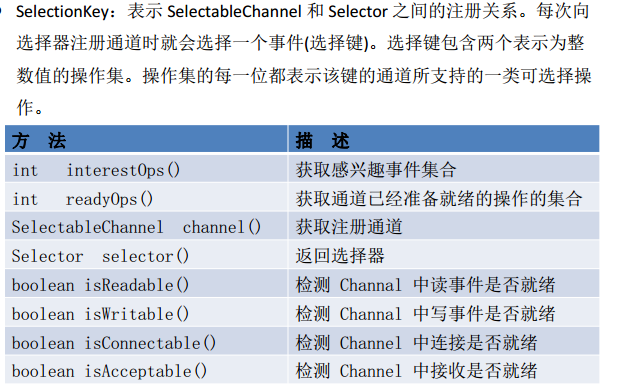 SelectionKey：表示 SelectableChannel 和 Selector 之间的注册关系。每次向
选择器注册通道时就会选择一个事件(选择键)。选择键包含两个表示为整
数值的操作集。操作集的每一位都表示该键的通道所支持的一类可选择操
作。
方 法 描 述
int interestOps() 获取感兴趣事件集合
int readyOps() 获取通道已经准备就绪的操作的集合
SelectableChannel channel() 获取注册通道
Selector selector() 返回选择器
boolean isReadable() 检测 Channal 中读事件是否就绪
boolean isWritable() 检测 Channal 中写事件是否就绪
boolean isConnectable() 检测 Channel 中连接是否就绪
boolean isAcceptable() 检测 Channel 中接收是否就绪